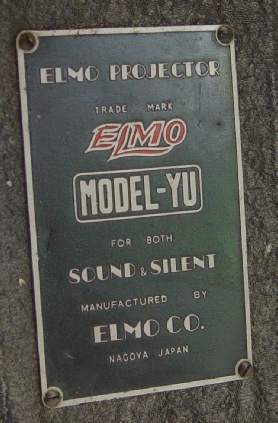 ELMO PROJECTOR
TRADE MARK
ELMO
MODEL-YU
FOR BOTH
SOUND & SILENT
MANUFACTURED BY
ELMO CO.
NAGOYA JAPAN